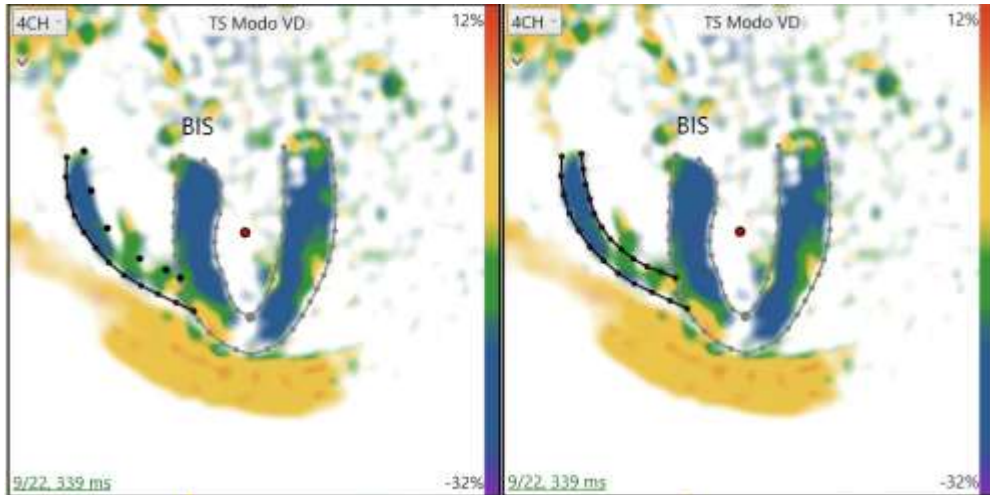 4CH
TS Modo VD
12%
BIS
9/22, 339 ms
-32%
4CH
TS Modo VD
12%
BIS
9/22, 339 ms
-32%